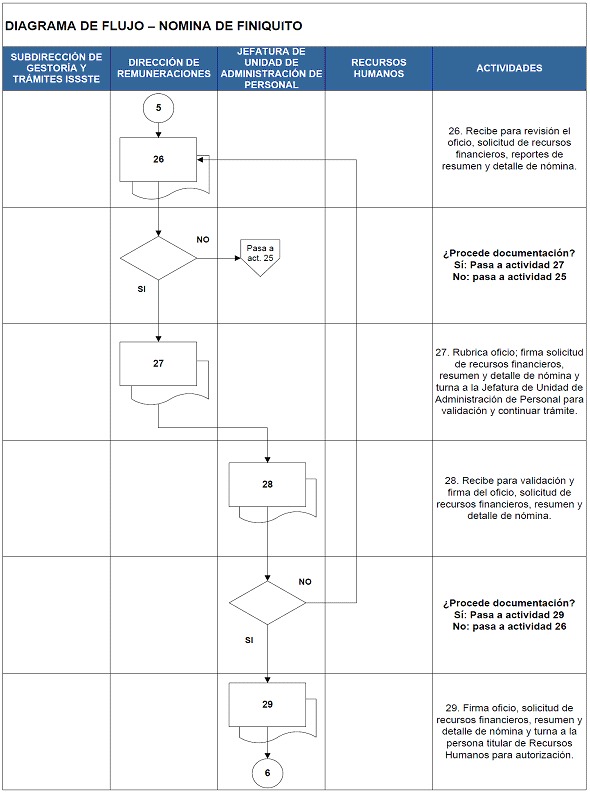 DIAGRAMA DE FLUJO – NOMINA DE FINIQUITO
SUBDIRECCIÓN DE
GESTORÍA Y
TRÁMITES ISSSTE
DIRECCIÓN DE
REMUNERACIONES
JEFATURA DE
UNIDAD DE
ADMINISTRACIÓN DE
PERSONAL
RECURSOS
HUMANOS
ACTIVIDADES
5
26
26. Recibe para revisión el
oficio, solicitud de recursos
financieros, reportes de
resumen y detalle de nómina.
NO
Pasa a
act. 25
SI
¿Procede documentación?
Sí: Pasa a actividad 27
No: pasa a actividad 25
27
27. Rubrica oficio; firma solicitud
de recursos financieros,
resumen y detalle de nómina y
turna a la Jefatura de Unidad de
Administración de Personal para
validación y continuar trámite.
28
28. Recibe para validación y
firma del oficio, solicitud de
recursos financieros, resumen y
detalle de nómina.
NO
SI
¿Procede documentación?
Sí: Pasa a actividad 29
No: pasa a actividad 26
29
29. Firma oficio, solicitud de
recursos financieros, resumen y
detalle de nómina y turna a la
persona titular de Recursos
Humanos para autorización.
6